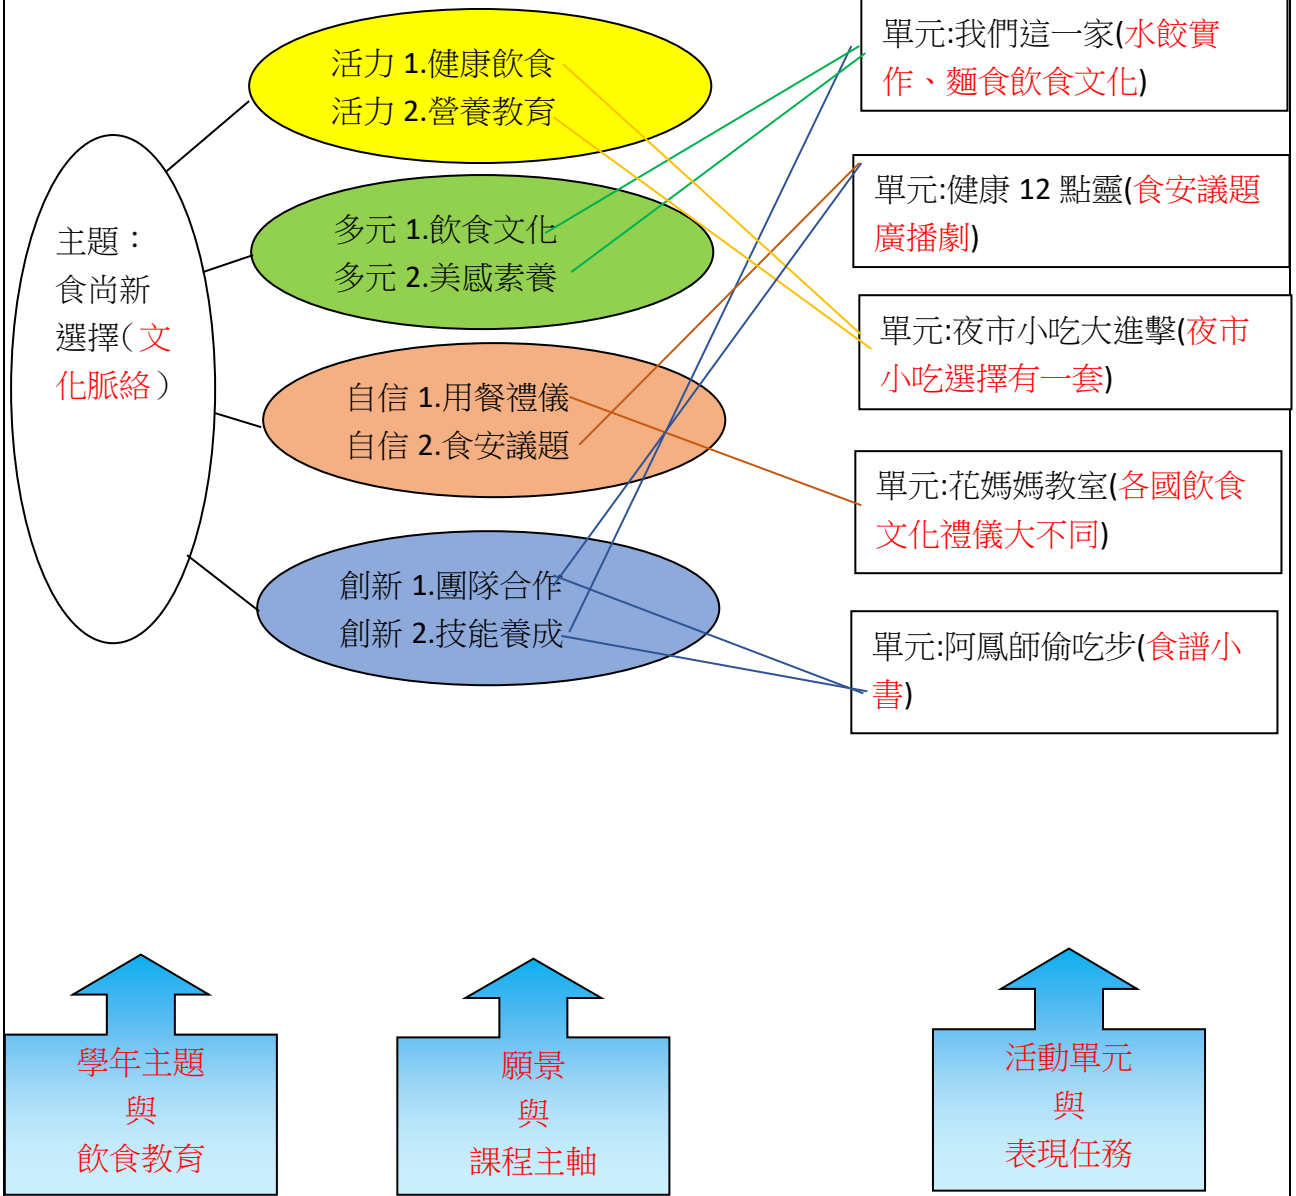 主題：
食尚新
選擇（文
化脈絡）
活力 1.健康飲食
活力 2.營養教育
多元 1.飲食文化
多元 2.美感素養
自信 1.用餐禮儀
自信 2.食安議題
創新 1.團隊合作
創新 2.技能養成
單元:我們這一家(水餃實
作、麵食飲食文化)
單元:健康 12 點靈(食安議題
廣播劇)
單元:夜市小吃大進擊(夜市
小吃選擇有一套)
單元:花媽媽教室(各國飲食
文化禮儀大不同)
單元:阿鳳師偷吃步(食譜小
書)
學年主題
與
飲食教育
願景
與
課程主軸
活動單元
與
表現任務